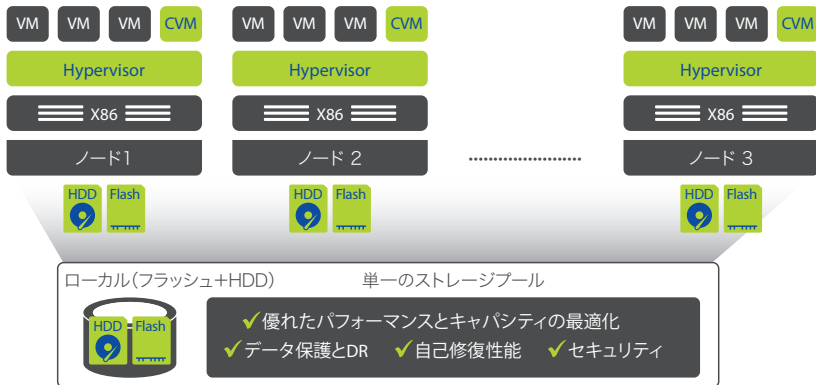 VM VM VM CVM VM VM VM CVM VM VM VM CVM
Hypervisor Hypervisor Hypervisor
X86 X86 X86
ノード1 ノード 2 ノード 3
HDD Flash HDD Flash HDD Flash
ローカル(フラッシュ+HDD) 単一のストレージプール
HDD Flash
✓優れたパフォーマンスとキャパシティの最適化
✓データ保護とDR ✓自己修復性能 ✓セキュリティ